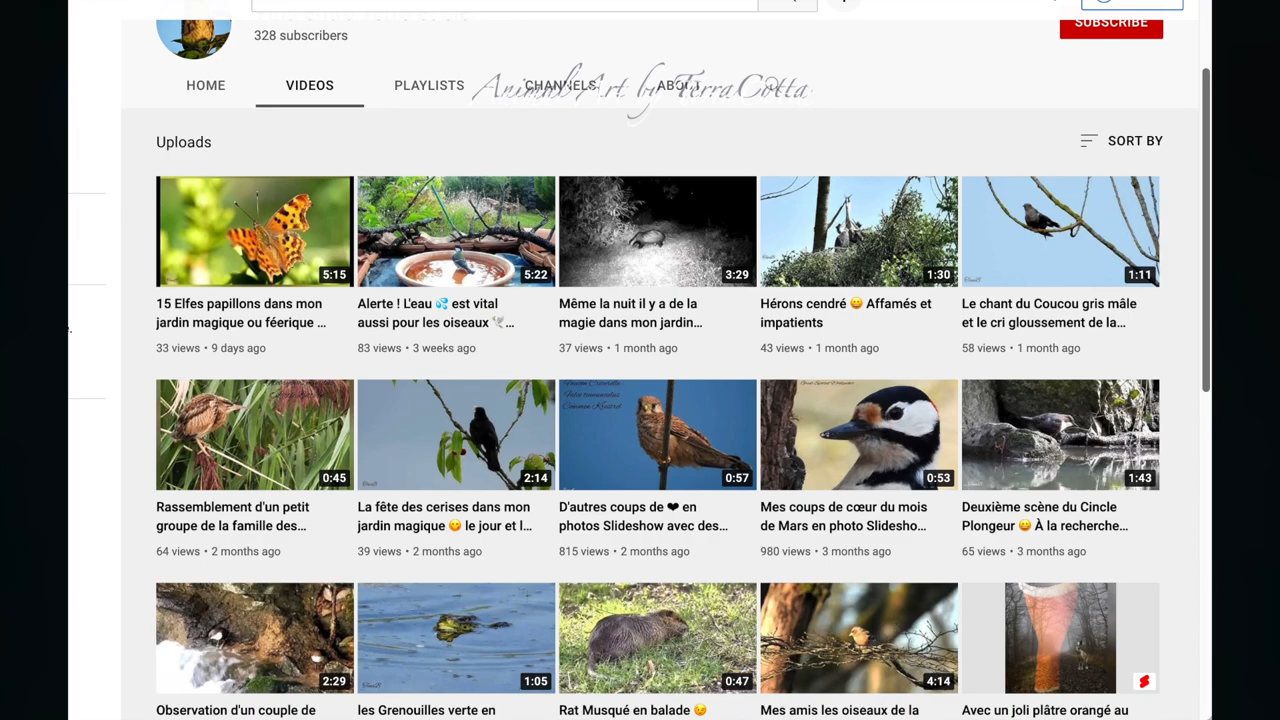 328 subscribers
SUBSCRIBE
HOME
VIDEOS
PLAYLISTS
CHANNELS
ABOUT
Animal Art by TerraCotta
Uploads
SORT BY
5:15
5:22
3:29
1:30
1:11
15 Elfes papillons dans mon
jardin magique ou féerique ...
33 views • 9 days ago
Alerte ! L'eau 💦 est vital
aussi pour les oiseaux 🕊️...
83 views • 3 weeks ago
Même la nuit il y a de la
magie dans mon jardin...
37 views • 1 month ago
Hérons cendré 😀 Affamés et
impatients
43 views • 1 month ago
Le chant du Coucou gris mâle
et le cri gloussement de la...
58 views • 1 month ago
Faucon Crécerelle
Falco tinnunculus
Common Kestrel
0:45
2:14
0:57
0:53
1:43
Rassemblement d'un petit
groupe de la famille des...
64 views • 2 months ago
La fête des cerises dans mon
jardin magique 😋 le jour et l...
39 views • 2 months ago
D'autres coups de ❤ en
photos Slideshow avec des...
815 views • 2 months ago
Mes coups de cœur du mois
de Mars en photo Slidesho...
980 views • 3 months ago
Deuxième scène du Cincle
Plongeur 😀 À la recherche...
65 views • 3 months ago
2:29
1:05
0:47
4:14
Observation d'un couple de
les Grenouilles verte en
Rat Musqué en balade 😉
Mes amis les oiseaux de la
Avec un joli plâtre orangé au